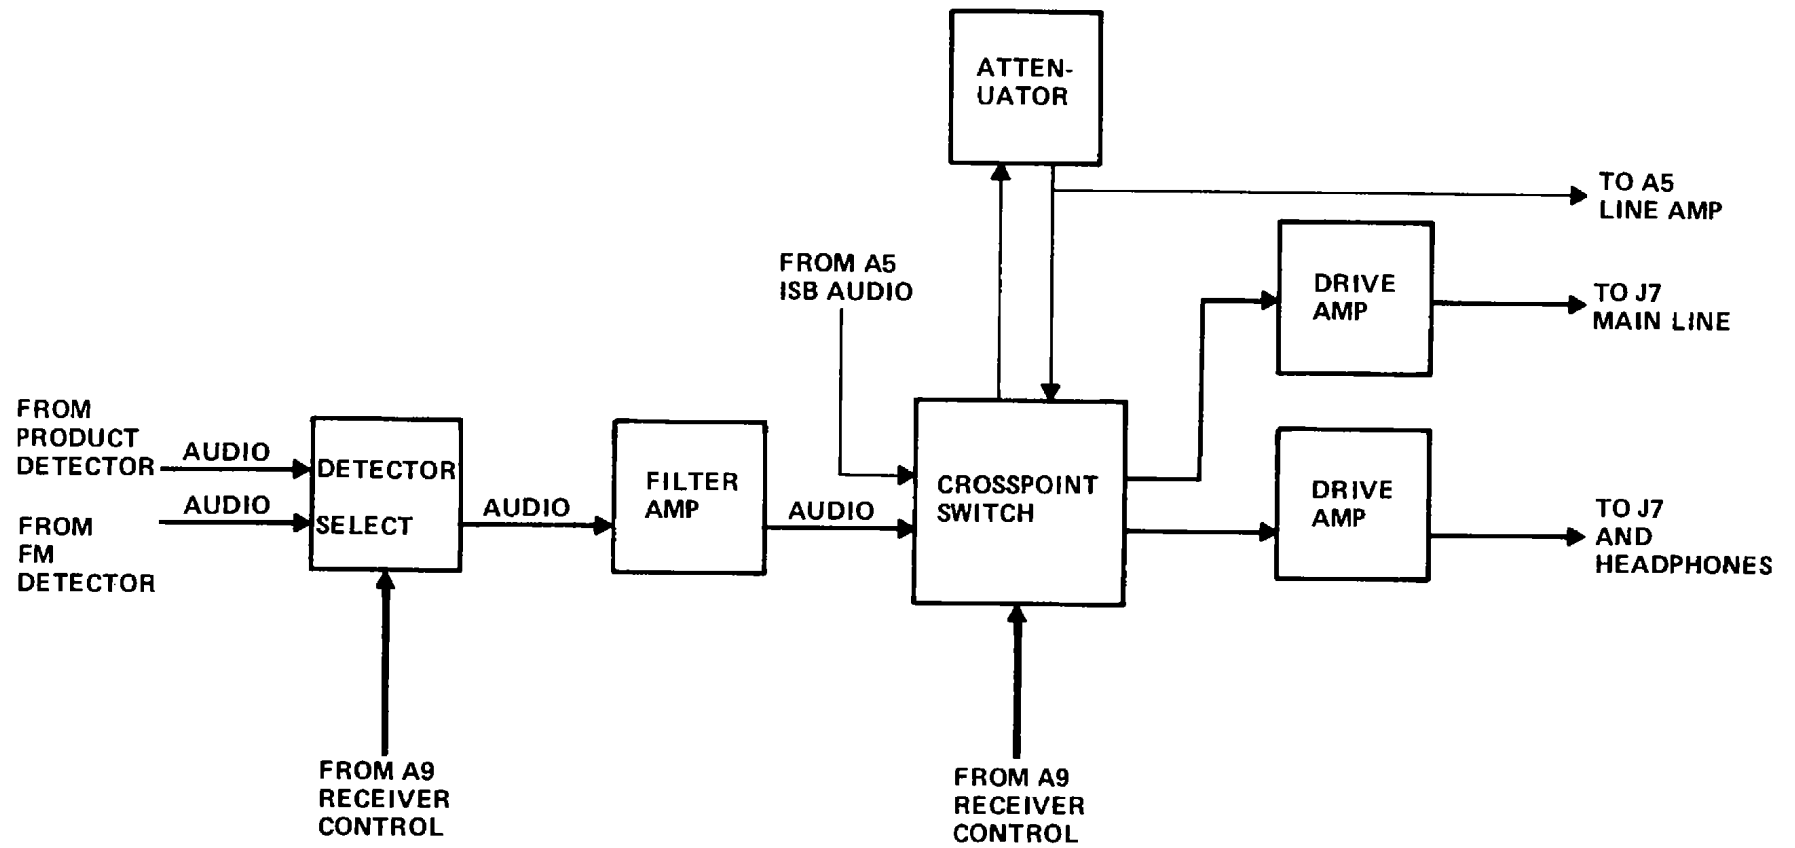 ATTEN-
UATOR
TO A5
LINE AMP
FROM A5
ISB AUDIO
DRIVE
AMP
TO J7
MAIN LINE
FROM
PRODUCT
DETECTOR
AUDIO
AUDIO
FROM
FM
DETECTOR
DETECTOR
SELECT
AUDIO
FILTER
AMP
AUDIO
CROSSPOINT
SWITCH
DRIVE
AMP
TO J7
AND
HEADPHONES
FROM A9
RECEIVER
CONTROL
FROM A9
RECEIVER
CONTROL